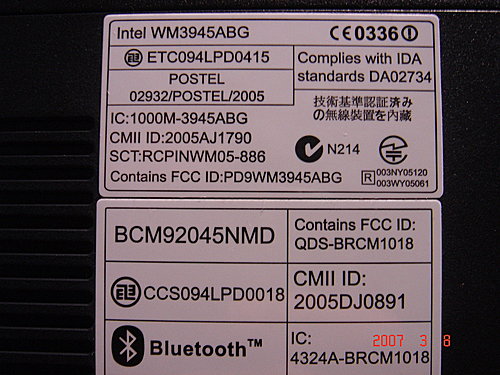 Intel WM3945ABG
CE0336
ETC094LPD0415
Complies with IDA
standards DA02734
POSTEL
02932/POSTEL/2005
技術基準認証済み
の無線装置を内蔵
IC:1000M-3945ABG
CMII ID:2005AJ1790
SCT:RCPINWM05-886
Contains FCC ID:PD9WM3945ABG
N214
R
003NY05120
003WY05061
BCM92045NMD
Contains FCC ID:
QDS-BRCM1018
CCS094LPD0018
CMII ID:
2005DJ0891
Bluetooth™
IC:
4324A-BRCM1018
2007 3 8